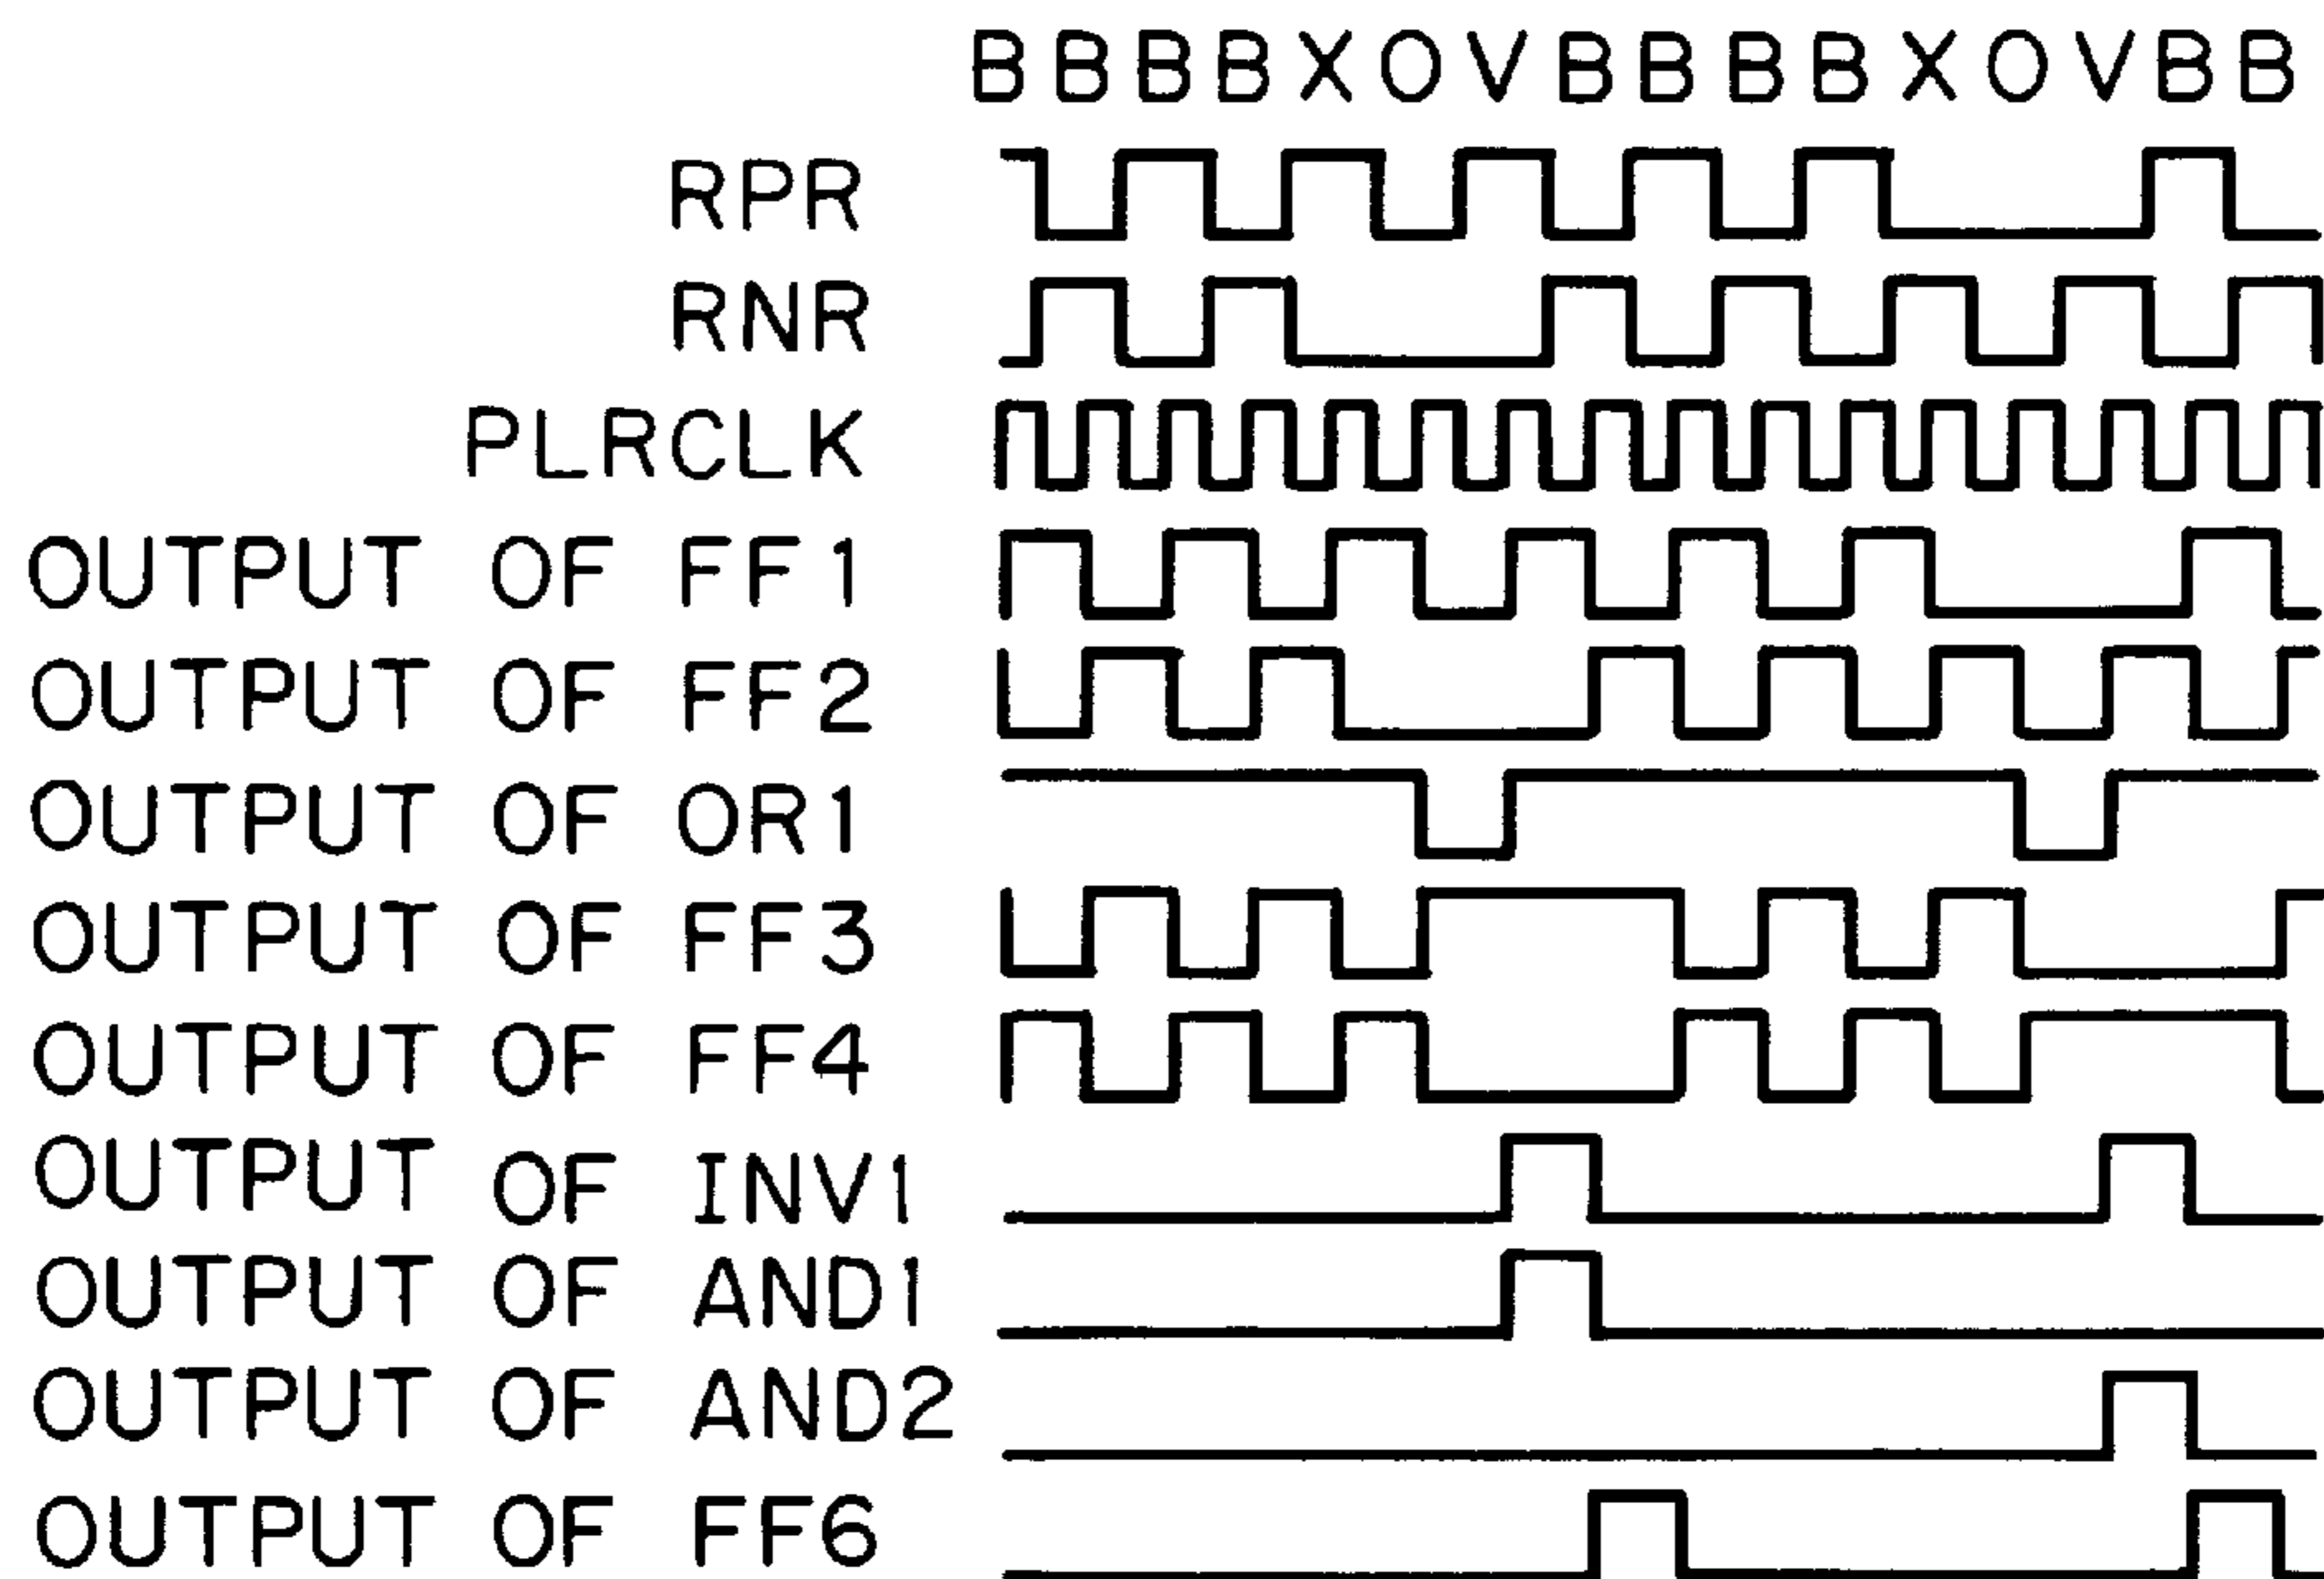 B B B B X O V B B B B X O V B B
RPR
RNR
PLRCLK
OUTPUT OF FF1
OUTPUT OF FF2
OUTPUT OF OR1
OUTPUT OF FF3
OUTPUT OF FF4
OUTPUT OF INV1
OUTPUT OF AND1
OUTPUT OF AND2
OUTPUT OF FF6